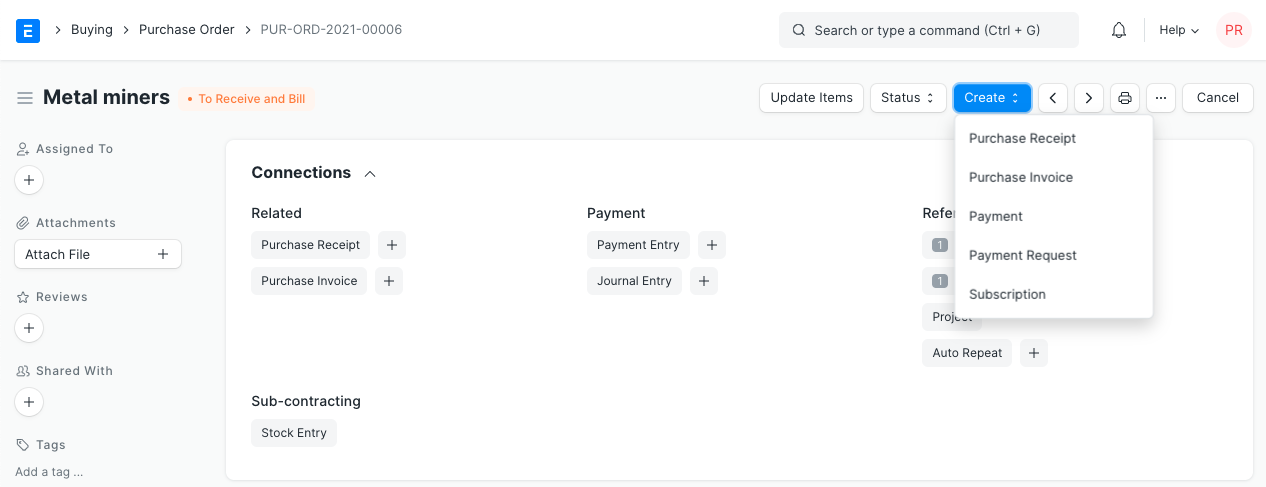 E
Buying
Purchase Order
PUR-ORD-2021-00006
Search or type a command (Ctrl + G)
Help
PR
Metal miners
To Receive and Bill
Update Items
Status
Create
...
Cancel
Purchase Receipt
Purchase Invoice
Payment
Payment Request
Subscription
Assigned To
Attachments
Attach File
Reviews
Shared With
Tags
Add a tag ...
Connections
Related
Purchase Receipt
Purchase Invoice
Payment
Payment Entry
Journal Entry
1
1
Project
Auto Repeat
Sub-contracting
Stock Entry